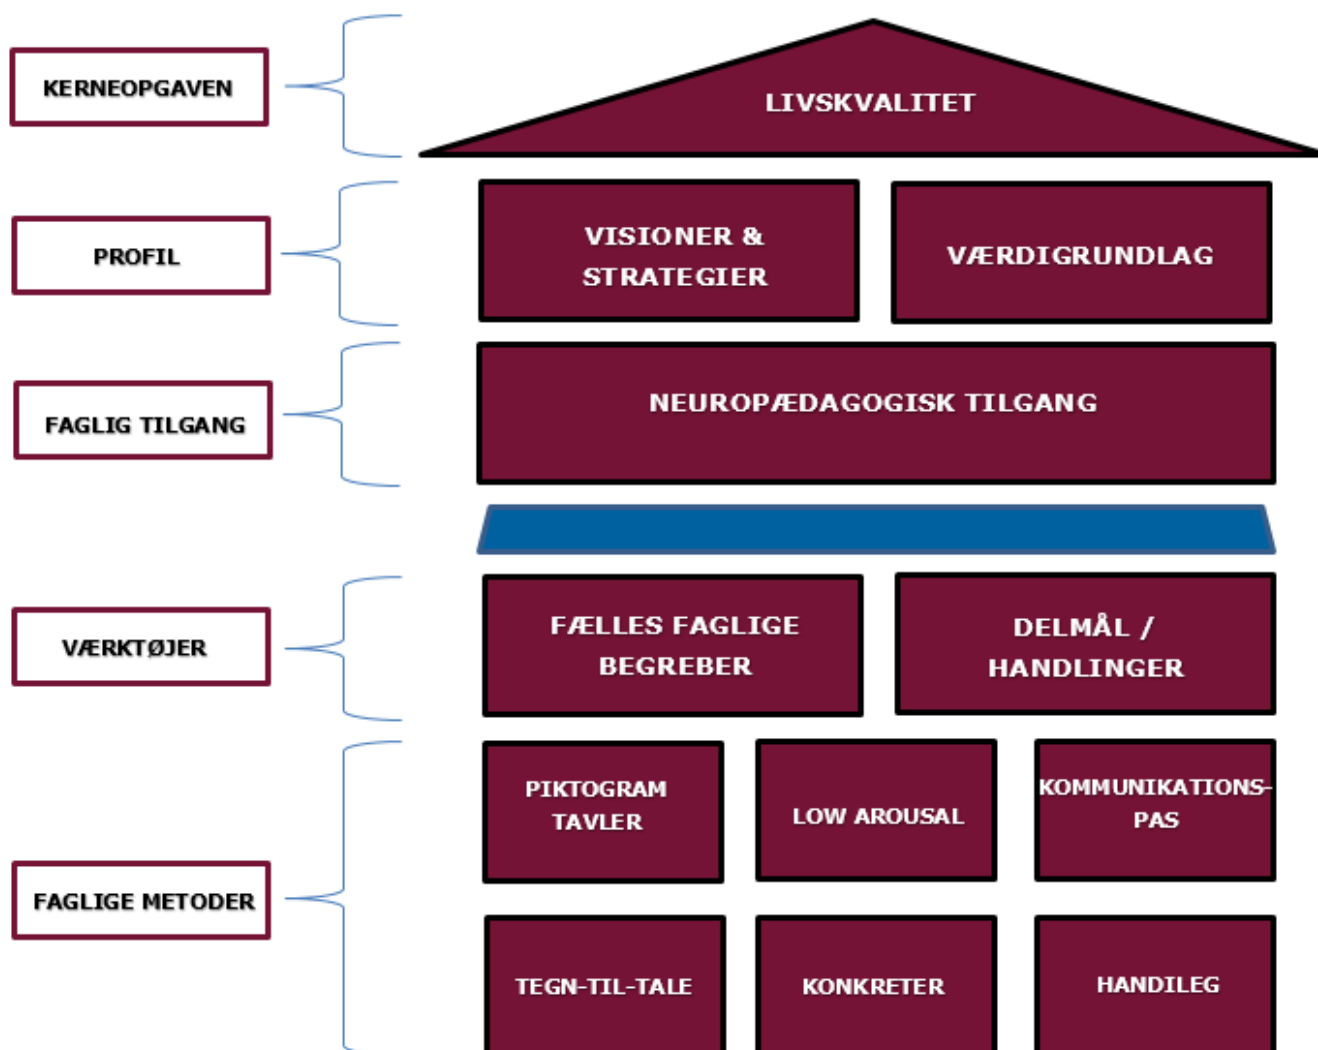 KERNEOPGAVEN
LIVSKVALITET
PROFIL
VISIONER &
STRATEGIER
VÆRDIGRUNDLAG
FAGLIG TILGANG
NEUROPÆDAGOGISK TILGANG
VÆRKTØJER
FÆLLES FAGLIGE
BEGREBER
DELMÅL /
HANDLINGER
FAGLIGE METODER
PIKTOGRAM
TAVLER
LOW AROUSAL
KOMMUNIKATIONS-
PAS
TEGN-TIL-TALE
KONKRETER
HANDILEG